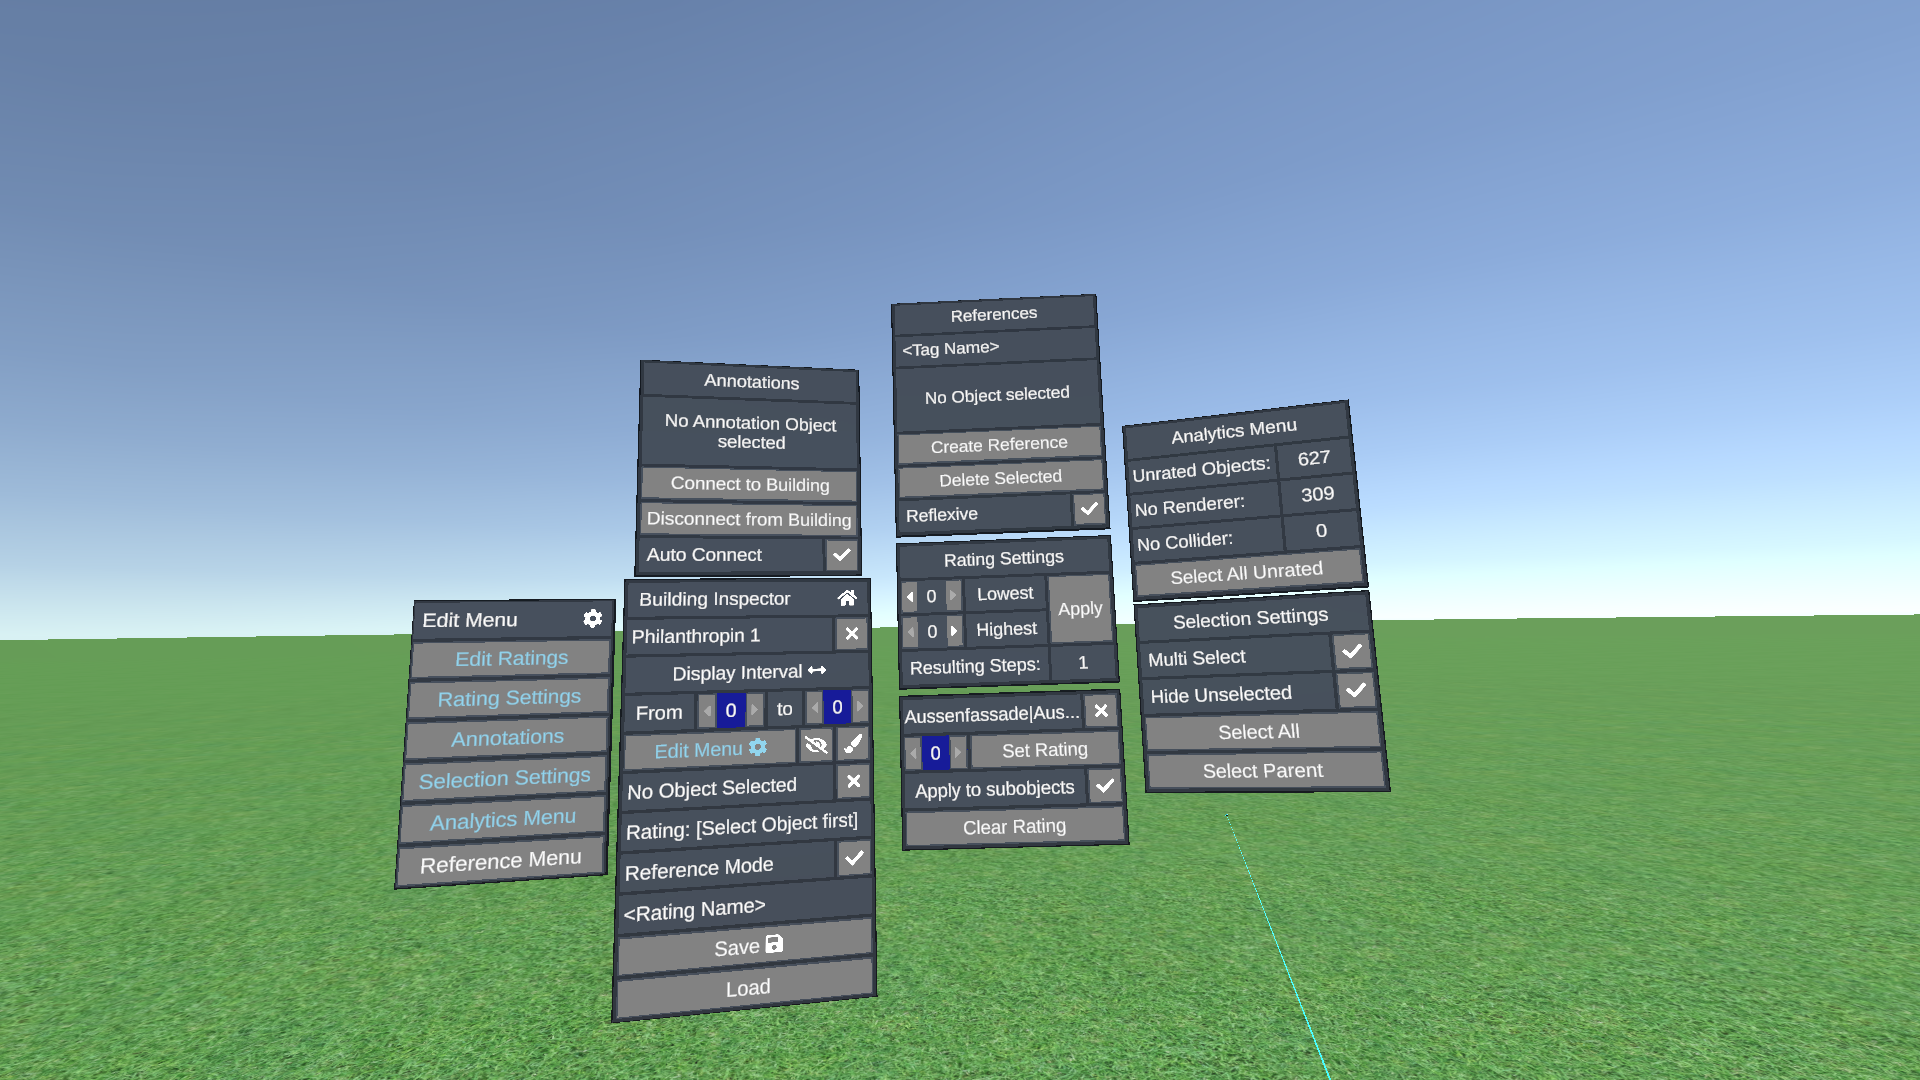 Edit Menu
Edit Ratings
Rating Settings
Annotations
Selection Settings
Analytics Menu
Reference Menu
Annotations
No Annotation Object
selected
Connect to Building
Disconnect from Building
Auto Connect
Building Inspector
Philanthropin 1
Display Interval
From 0 to 0
Edit Menu
No Object Selected
Rating: [Select Object first]
Reference Mode
<Rating Name>
Save
Load
References
<Tag Name>
No Object selected
Create Reference
Delete Selected
Reflexive
Rating Settings
0 Lowest
Apply
0 Highest
Resulting Steps: 1
Aussenfassade|Aus...
0 Set Rating
Apply to subobjects
Clear Rating
Analytics Menu
Unrated Objects: 627
No Renderer: 309
No Collider: 0
Select All Unrated
Selection Settings
Multi Select
Hide Unselected
Select All
Select Parent